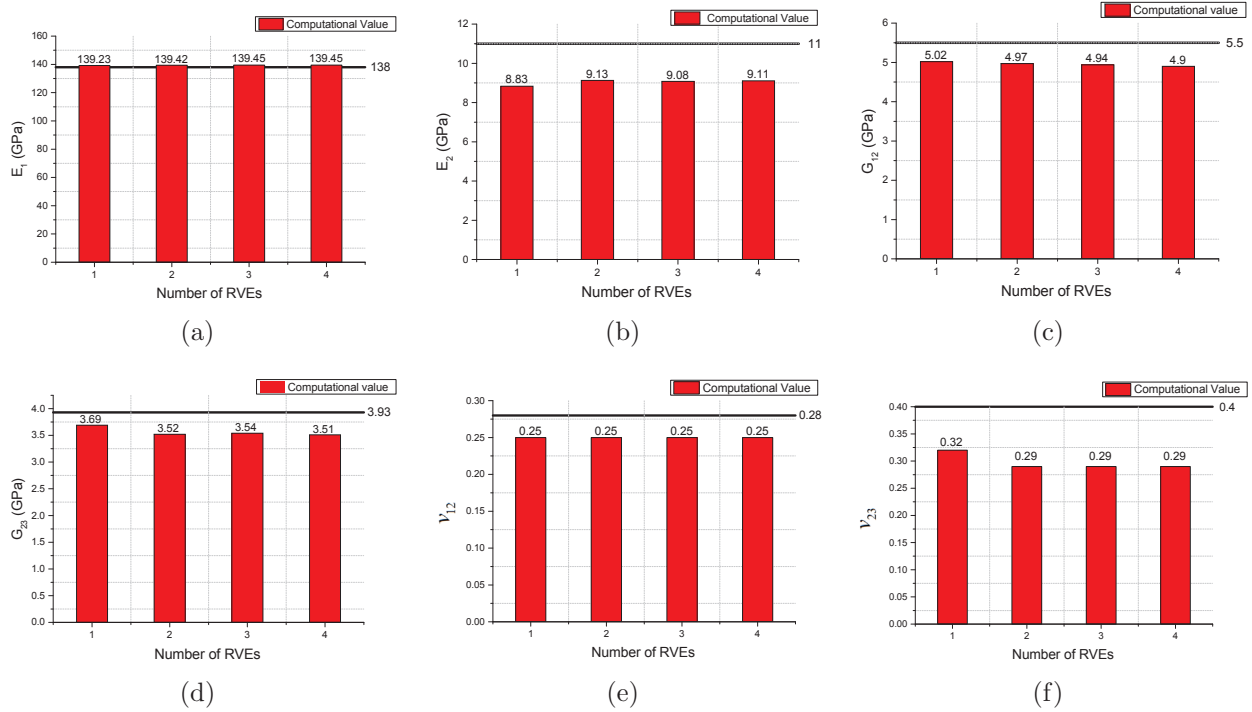 Computational Value
160
140
120
100
80
60
40
20
0
E1 (GPa)
139.23 139.42 139.45 139.45
138
1 2 3 4
Number of RVEs
(a)
Computational Value
12
10
8
6
4
2
0
E2 (GPa)
11
8.83 9.13 9.08 9.11
1 2 3 4
Number of RVEs
(b)
Computational value
6
5
4
3
2
1
0
G12 (GPa)
5.5
5.02 4.97 4.94 4.9
1 2 3 4
Number of RVEs
(c)
Computational value
4.0
3.5
3.0
2.5
2.0
1.5
1.0
0.5
0.0
G23 (GPa)
3.93
3.69 3.52 3.54 3.51
1 2 3 4
Number of RVEs
(d)
Computational Value
0.30
0.25
0.20
0.15
0.10
0.05
0.00
ν12
0.28
0.25 0.25 0.25 0.25
1 2 3 4
Number of RVEs
(e)
Computational Value
0.40
0.35
0.30
0.25
0.20
0.15
0.10
0.05
0.00
ν23
0.4
0.32 0.29 0.29 0.29
1 2 3 4
Number of RVEs
(f)